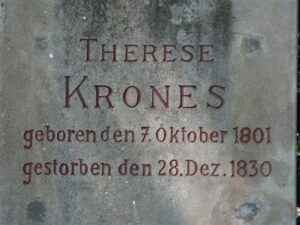 THERESE
KRONES
geboren den 7. Oktober 1801
gestorben den 28. Dez. 1830